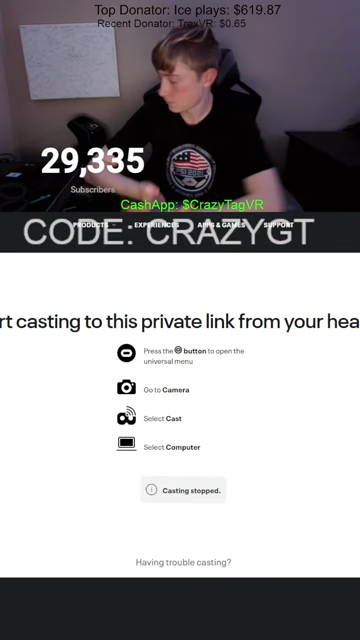 Top Donator: Ice plays: $619.87
Recent Donator: TrexVR: $0.65
29,335
Subscribers
CashApp: $CrazyTagVR
PRODUCTS EXPERIENCES APPS & GAMES SUPPORT
CODE: CRAZYGT
rt casting to this private link from your hea
Press the button to open the
universal menu
Go to Camera
Select Cast
Select Computer
Casting stopped.
Having trouble casting?